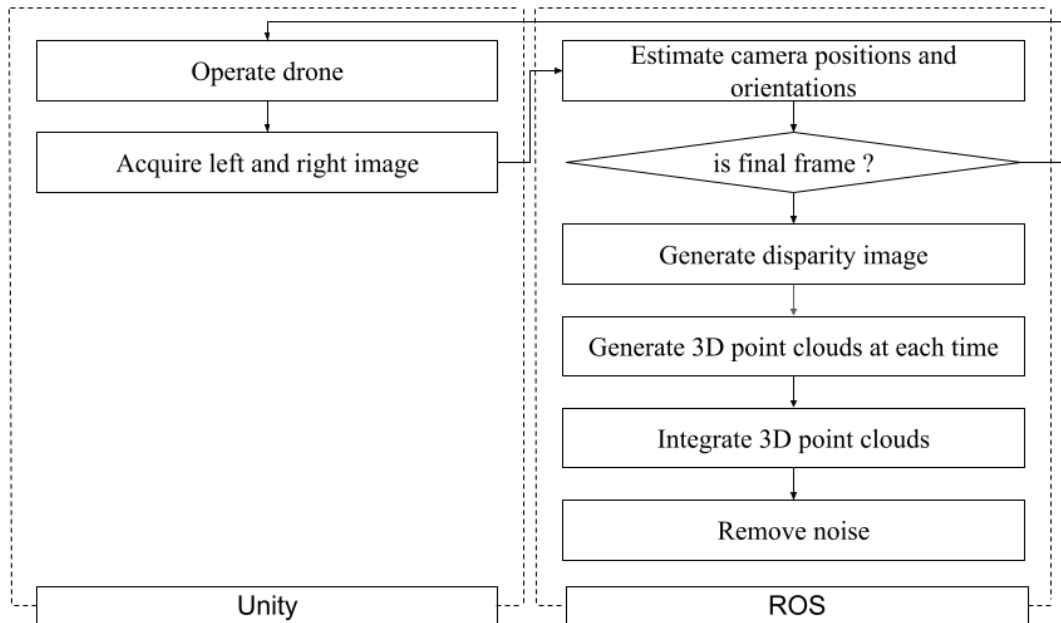 Operate drone
Acquire left and right image
Estimate camera positions and
orientations
is final frame ?
Generate disparity image
Generate 3D point clouds at each time
Integrate 3D point clouds
Remove noise
Unity
ROS